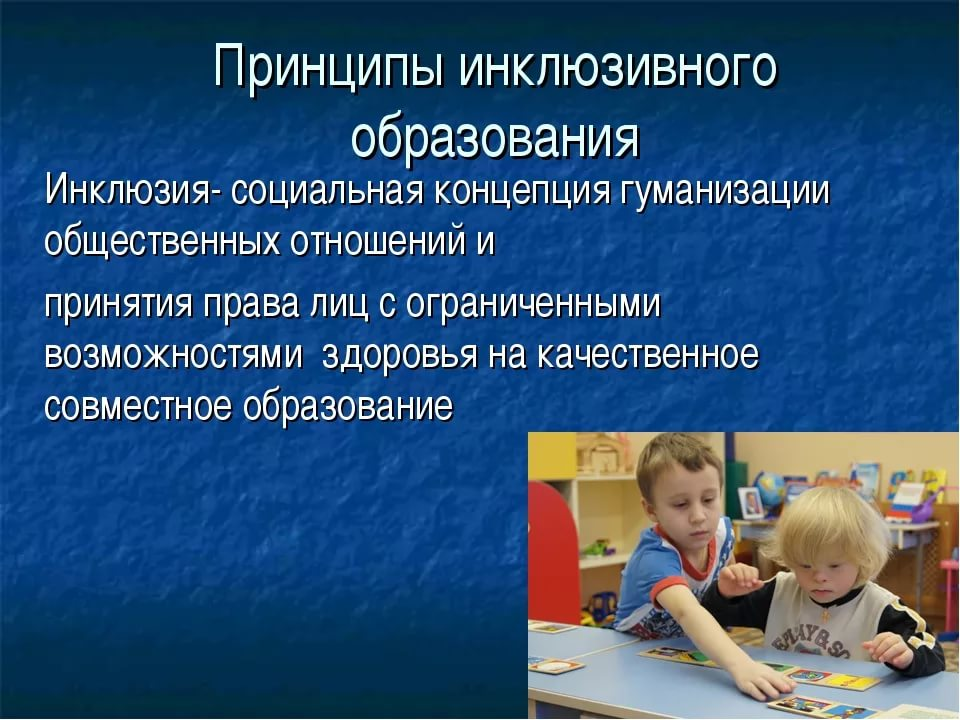 Принципы инклюзивного
образования
Инклюзия- социальная концепция гуманизации
общественных отношений и
принятия права лиц с ограниченными
возможностями здоровья на качественное
совместное образование